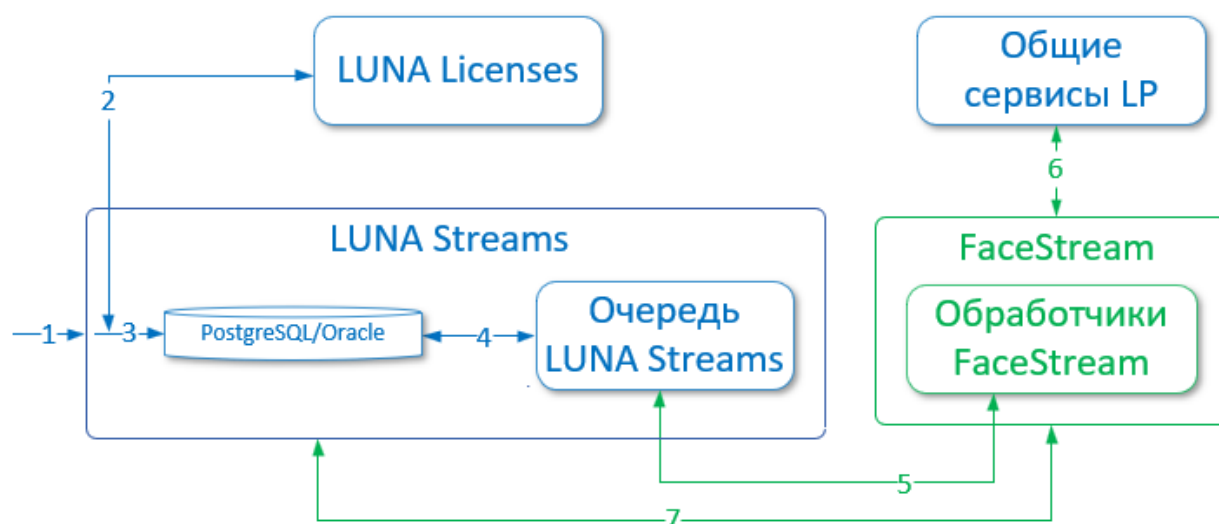 LUNA Licenses
Общие
сервисы LP
2
6
LUNA Streams
FaceStream
1
3
PostgreSQL/Oracle
4
Очередь
LUNA Streams
Обработчики
FaceStream
5
7